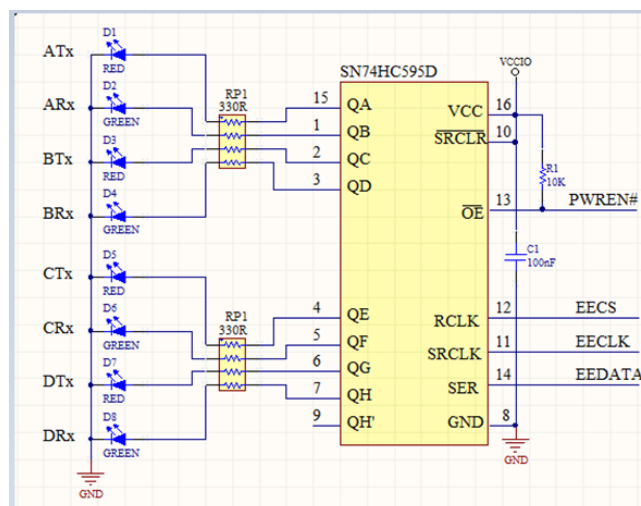 ATx
D1
RED
ARx
D2
GREEN
BTx
D3
RED
BRx
D4
GREEN
CTx
D5
RED
CRx
D6
GREEN
DTx
D7
RED
DRx
D8
GREEN
GND
RP1
330R
RP1
330R
SN74HC595D
15 QA
1 QB
2 QC
3 QD
4 QE
5 QF
6 QG
7 QH
9 QH'
VCC 16
SRCLR 10
OE 13
RCLK 12
SRCLK 11
SER 14
GND 8
VCCIO
R1
10K
PWREN#
C1
100nF
EECS
EECLK
EEDATA
GND